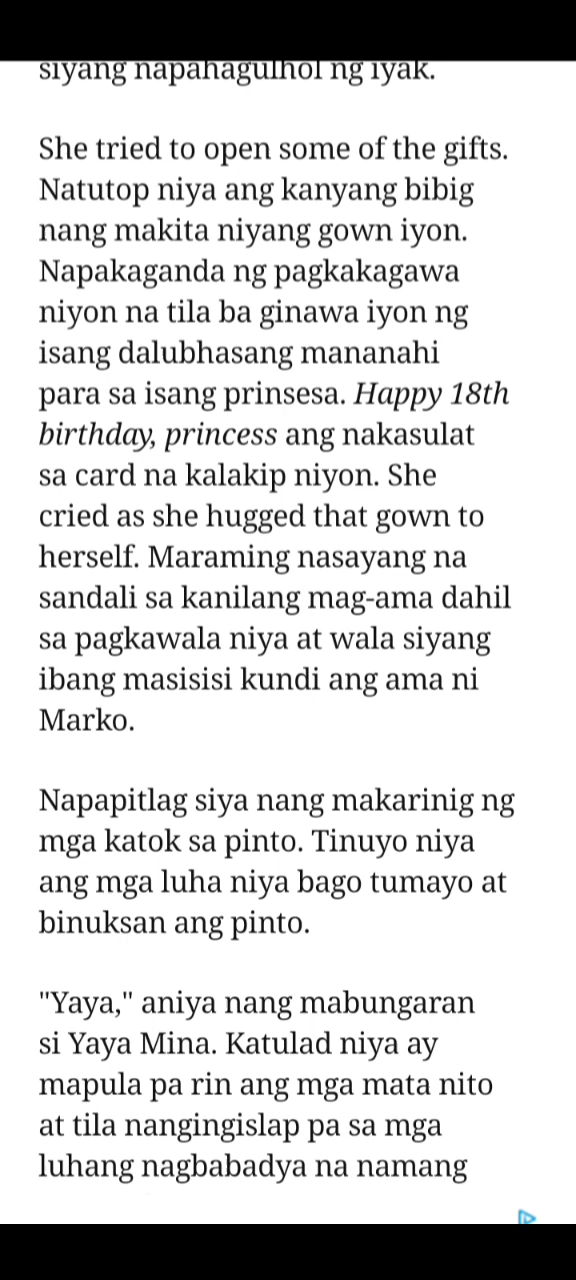 siyang napahagulhol ng iyak.
She tried to open some of the gifts.
Natutop niya ang kanyang bibig
nang makita niyang gown iyon.
Napakaganda ng pagkakagawa
niyon na tila ba ginawa iyon ng
isang dalubhasang mananahi
para sa isang prinsesa. Happy 18th
birthday, princess ang nakasulat
sa card na kalakip niyon. She
cried as she hugged that gown to
herself. Maraming nasayang na
sandali sa kanilang mag-ama dahil
sa pagkawala niya at wala siyang
ibang masisisi kundi ang ama ni
Marko.
Napapitlag siya nang makarinig ng
mga katok sa pinto. Tinuyo niya
ang mga luha niya bago tumayo at
binuksan ang pinto.
"Yaya," aniya nang mabungaran
si Yaya Mina. Katulad niya ay
mapula pa rin ang mga mata nito
at tila nangingislap pa sa mga
luhang nagbabadya na namang